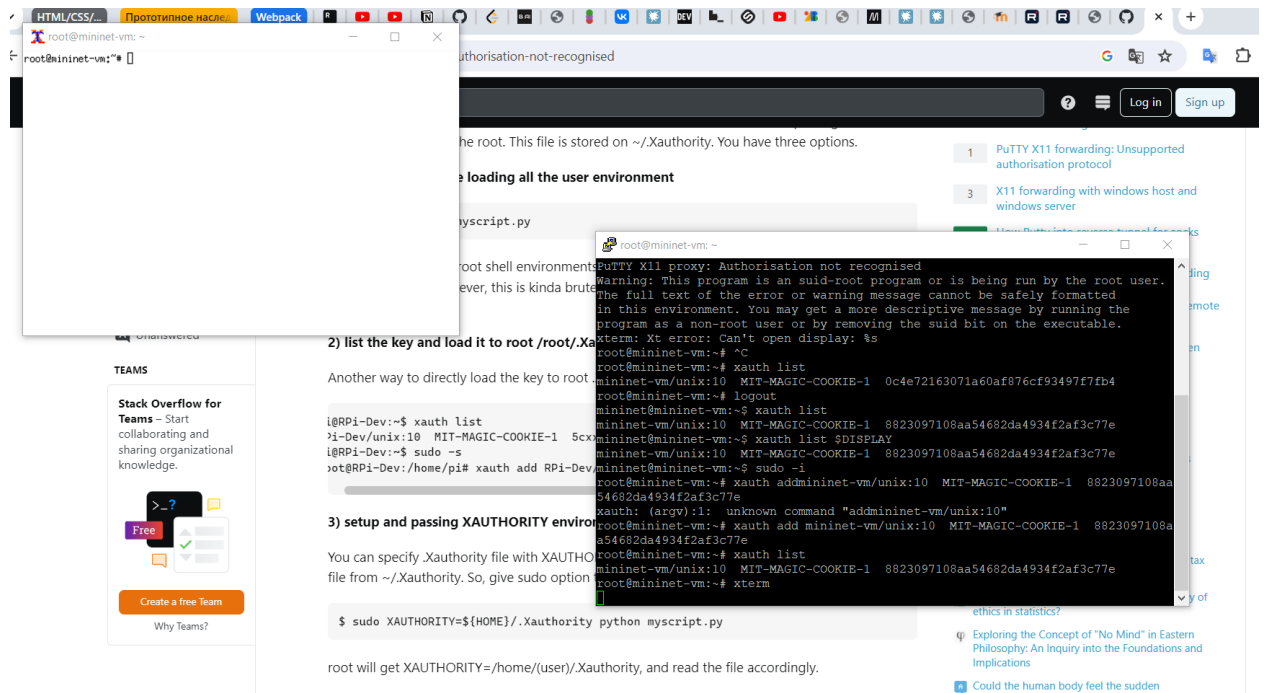 HTML/CSS/...
Прототипное наслед
Webpack
root@mininet-vm: ~
root@mininet-vm:~#
uthorisation-not-recognised
Log in
Sign up
he root. This file is stored on ~/.Xauthority. You have three options.
e loading all the user environment
myscript.py
root shell environments
ever, this is kinda brute
1
PuTTY X11 forwarding: Unsupported
authorisation protocol
3
X11 forwarding with windows host and
windows server
How Putty into reverse tunnel for socks
ding
emote
en
tax
y of
ethics in statistics?
Exploring the Concept of "No Mind" in Eastern
Philosophy: An Inquiry into the Foundations and
Implications
Could the human body feel the sudden
Unanswered
TEAMS
Stack Overflow for
Teams – Start
collaborating and
sharing organizational
knowledge.
>_?
Free
Create a free Team
Why Teams?
2) list the key and load it to root /root/.Xa
Another way to directly load the key to root .
i@RPi-Dev:~$ xauth list
Pi-Dev/unix:10 MIT-MAGIC-COOKIE-1 5cx
i@RPi-Dev:~$ sudo -s
oot@RPi-Dev:/home/pi# xauth add RPi-Dev/
3) setup and passing XAUTHORITY enviro
You can specify .Xauthority file with XAUTHO
file from ~/.Xauthority. So, give sudo option
$ sudo XAUTHORITY=${HOME}/.Xauthority python myscript.py
root will get XAUTHORITY=/home/(user)/.Xauthority, and read the file accordingly.
root@mininet-vm: ~
PuTTY X11 proxy: Authorisation not recognised
Warning: This program is an suid-root program or is being run by the root user.
The full text of the error or warning message cannot be safely formatted
in this environment. You may get a more descriptive message by running the
program as a non-root user or by removing the suid bit on the executable.
xterm: Xt error: Can't open display: %s
root@mininet-vm:~# ^C
root@mininet-vm:~# xauth list
mininet-vm/unix:10 MIT-MAGIC-COOKIE-1 0c4e72163071a60af876cf93497f7fb4
root@mininet-vm:~# logout
mininet@mininet-vm:~$ xauth list
mininet-vm/unix:10 MIT-MAGIC-COOKIE-1 8823097108aa54682da4934f2af3c77e
mininet@mininet-vm:~$ xauth list $DISPLAY
mininet-vm/unix:10 MIT-MAGIC-COOKIE-1 8823097108aa54682da4934f2af3c77e
mininet@mininet-vm:~$ sudo -i
root@mininet-vm:~# xauth addmininet-vm/unix:10 MIT-MAGIC-COOKIE-1 8823097108aa
54682da4934f2af3c77e
xauth: (argv):1: unknown command "addmininet-vm/unix:10"
root@mininet-vm:~# xauth add mininet-vm/unix:10 MIT-MAGIC-COOKIE-1 8823097108a
a54682da4934f2af3c77e
root@mininet-vm:~# xauth list
mininet-vm/unix:10 MIT-MAGIC-COOKIE-1 8823097108aa54682da4934f2af3c77e
root@mininet-vm:~# xterm